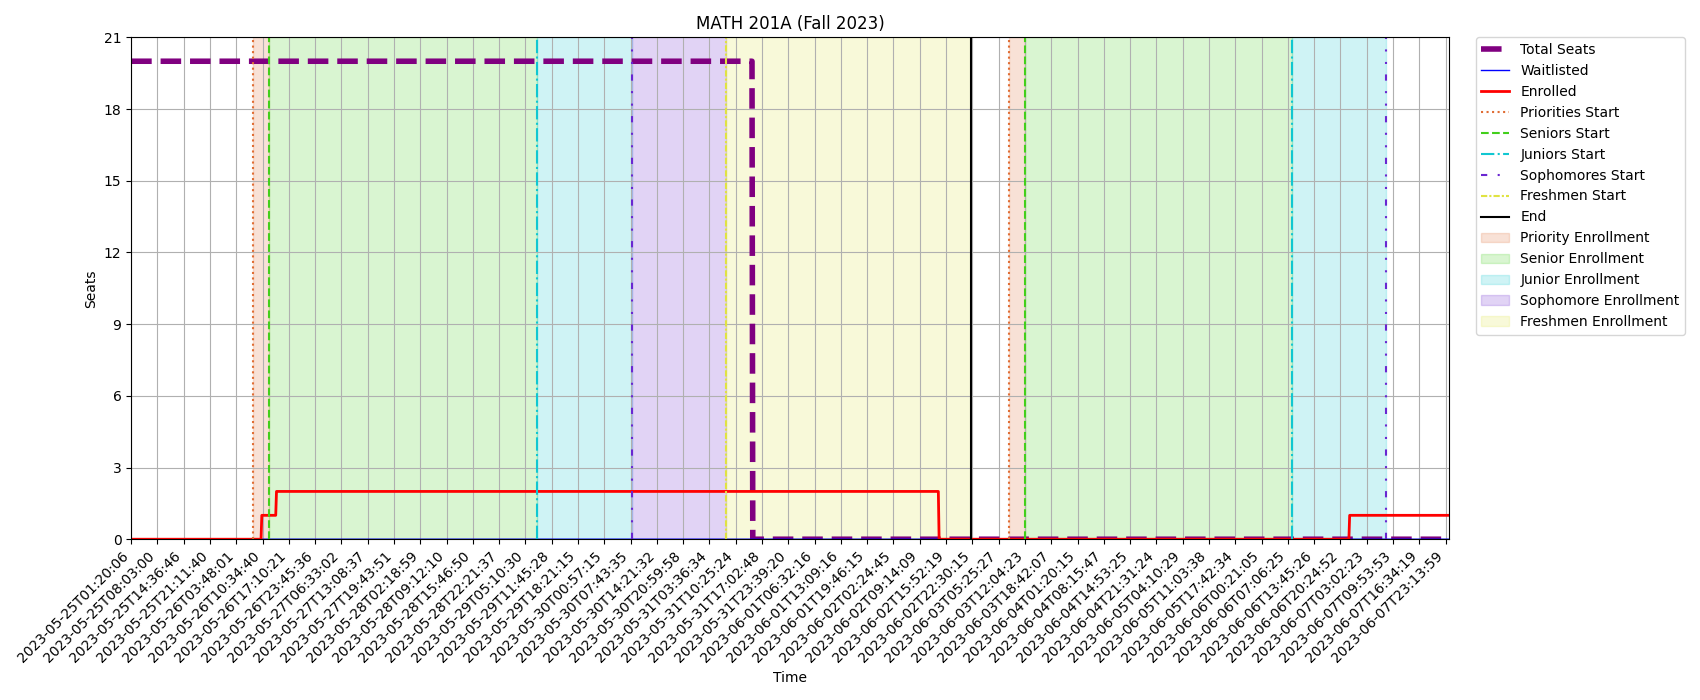 MATH 201A (Fall 2023)
21
18
15
12
9
6
3
0
Seats
2023-05-25T01:20:06
2023-05-25T08:03:00
2023-05-25T14:36:46
2023-05-25T21:11:40
2023-05-26T03:48:01
2023-05-26T10:34:40
2023-05-26T17:10:21
2023-05-26T23:45:36
2023-05-27T06:33:02
2023-05-27T13:08:37
2023-05-27T19:43:51
2023-05-28T02:18:59
2023-05-28T09:12:10
2023-05-28T15:46:50
2023-05-28T22:21:37
2023-05-29T05:10:30
2023-05-29T11:45:28
2023-05-29T18:21:15
2023-05-30T00:57:15
2023-05-30T07:43:35
2023-05-30T14:21:32
2023-05-30T20:59:58
2023-05-31T03:36:34
2023-05-31T10:25:24
2023-05-31T17:02:48
2023-05-31T23:39:20
2023-06-01T06:32:16
2023-06-01T13:09:16
2023-06-01T19:46:15
2023-06-02T02:24:45
2023-06-02T09:14:09
2023-06-02T15:52:19
2023-06-02T22:30:15
2023-06-03T05:25:27
2023-06-03T12:04:23
2023-06-03T18:42:07
2023-06-04T01:20:15
2023-06-04T08:15:47
2023-06-04T14:53:25
2023-06-04T21:31:24
2023-06-05T04:10:29
2023-06-05T11:03:38
2023-06-05T17:42:34
2023-06-06T00:21:05
2023-06-06T07:06:25
2023-06-06T13:45:26
2023-06-06T20:24:52
2023-06-07T03:02:23
2023-06-07T09:53:53
2023-06-07T16:34:19
2023-06-07T23:13:59
Time
Total Seats
Waitlisted
Enrolled
Priorities Start
Seniors Start
Juniors Start
Sophomores Start
Freshmen Start
End
Priority Enrollment
Senior Enrollment
Junior Enrollment
Sophomore Enrollment
Freshmen Enrollment